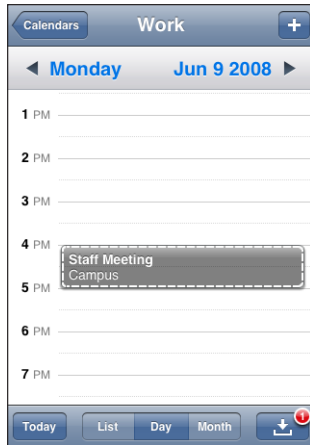 Calendars Work +
Monday Jun 9 2008
1 PM
2 PM
3 PM
4 PM
Staff Meeting
Campus
5 PM
6 PM
7 PM
Today List Day Month 1